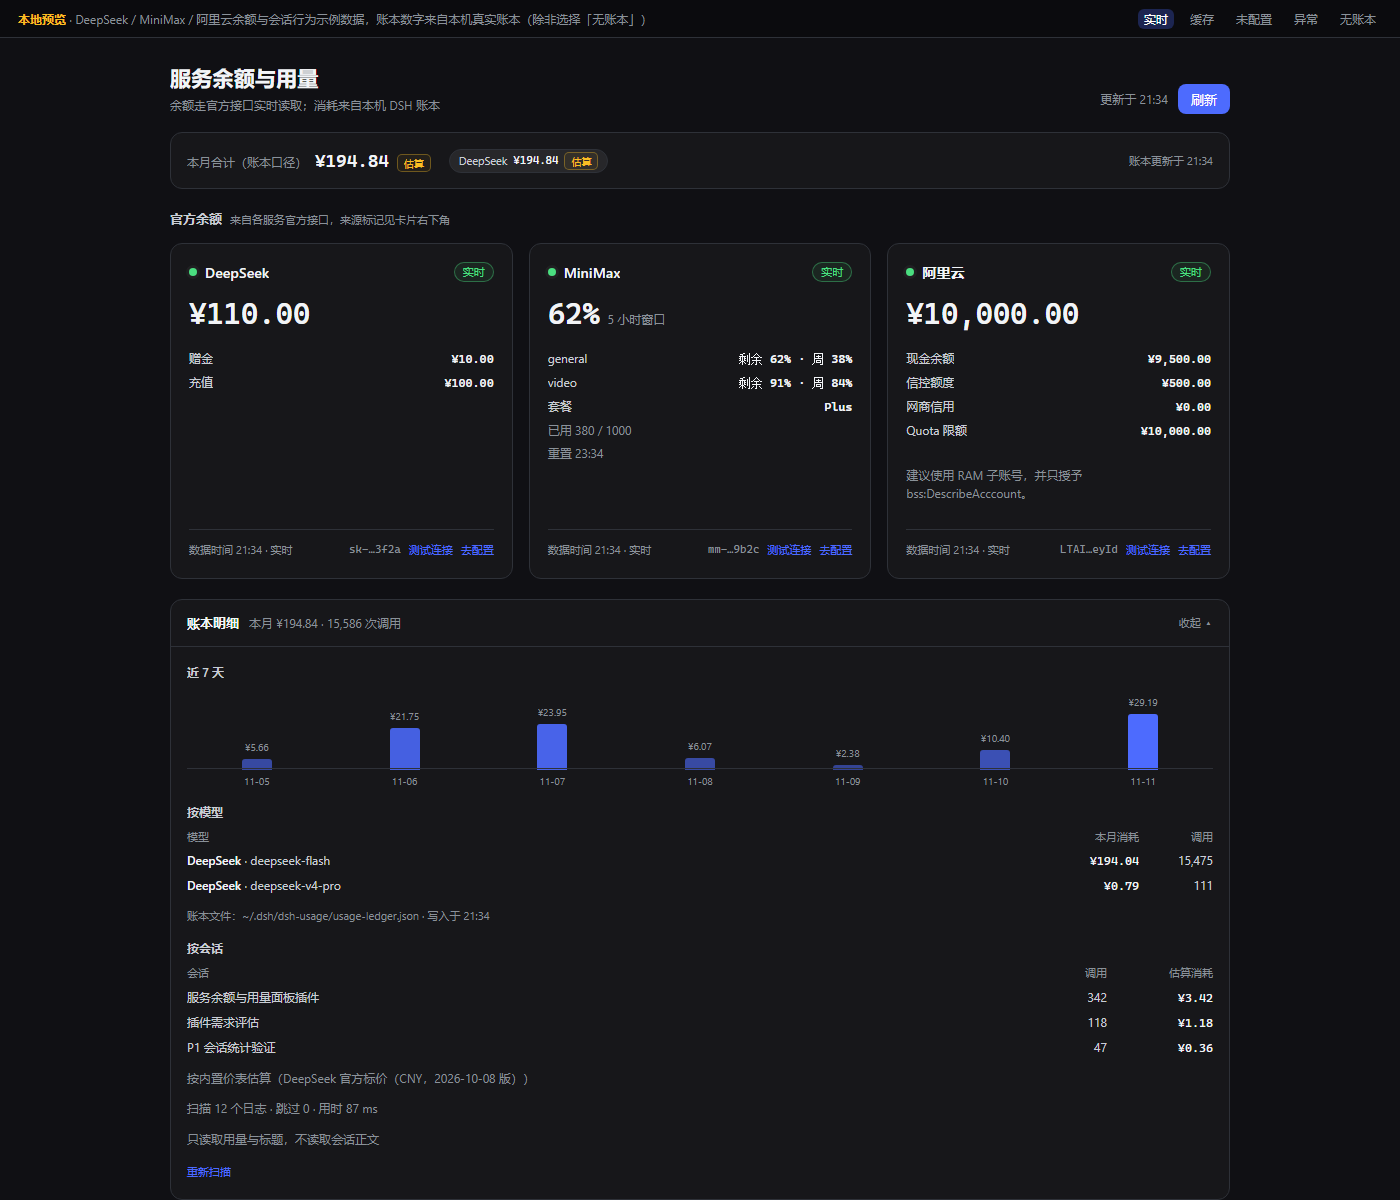 本地预览 · DeepSeek / MiniMax / 阿里云余额与会话行为示例数据，账本数字来自本机真实账本（除非选择「无账本」） 实时 缓存 未配置 异常 无账本
服务余额与用量
余额走官方接口实时读取；消耗来自本机 DSH 账本
更新于 21:34 刷新
本月合计（账本口径） ¥194.84 估算 DeepSeek ¥194.84 估算 账本更新于 21:34
官方余额 来自各服务官方接口，来源标记见卡片右下角
DeepSeek 实时
¥110.00
赠金 ¥10.00
充值 ¥100.00
数据时间 21:34 · 实时 sk-…3f2a 测试连接 去配置
MiniMax 实时
62% 5 小时窗口
general 剩余 62% · 周 38%
video 剩余 91% · 周 84%
套餐 Plus
已用 380 / 1000
重置 23:34
数据时间 21:34 · 实时 mm-…9b2c 测试连接 去配置
阿里云 实时
¥10,000.00
现金余额 ¥9,500.00
信控额度 ¥500.00
网商信用 ¥0.00
Quota 限额 ¥10,000.00
建议使用 RAM 子账号，并只授予
bss:DescribeAcccount。
数据时间 21:34 · 实时 LTAI…eyId 测试连接 去配置
账本明细 本月 ¥194.84 · 15,586 次调用 收起 ▴
近 7 天
¥5.66 ¥21.75 ¥23.95 ¥6.07 ¥2.38 ¥10.40 ¥29.19
11-05 11-06 11-07 11-08 11-09 11-10 11-11
按模型
模型 本月消耗 调用
DeepSeek · deepseek-flash ¥194.04 15,475
DeepSeek · deepseek-v4-pro ¥0.79 111
账本文件：~/.dsh/dsh-usage/usage-ledger.json · 写入于 21:34
按会话
会话 调用 估算消耗
服务余额与用量面板插件 342 ¥3.42
插件需求评估 118 ¥1.18
P1 会话统计验证 47 ¥0.36
按内置价表估算（DeepSeek 官方标价（CNY，2026-10-08 版））
扫描 12 个日志 · 跳过 0 · 用时 87 ms
只读取用量与标题，不读取会话正文
重新扫描